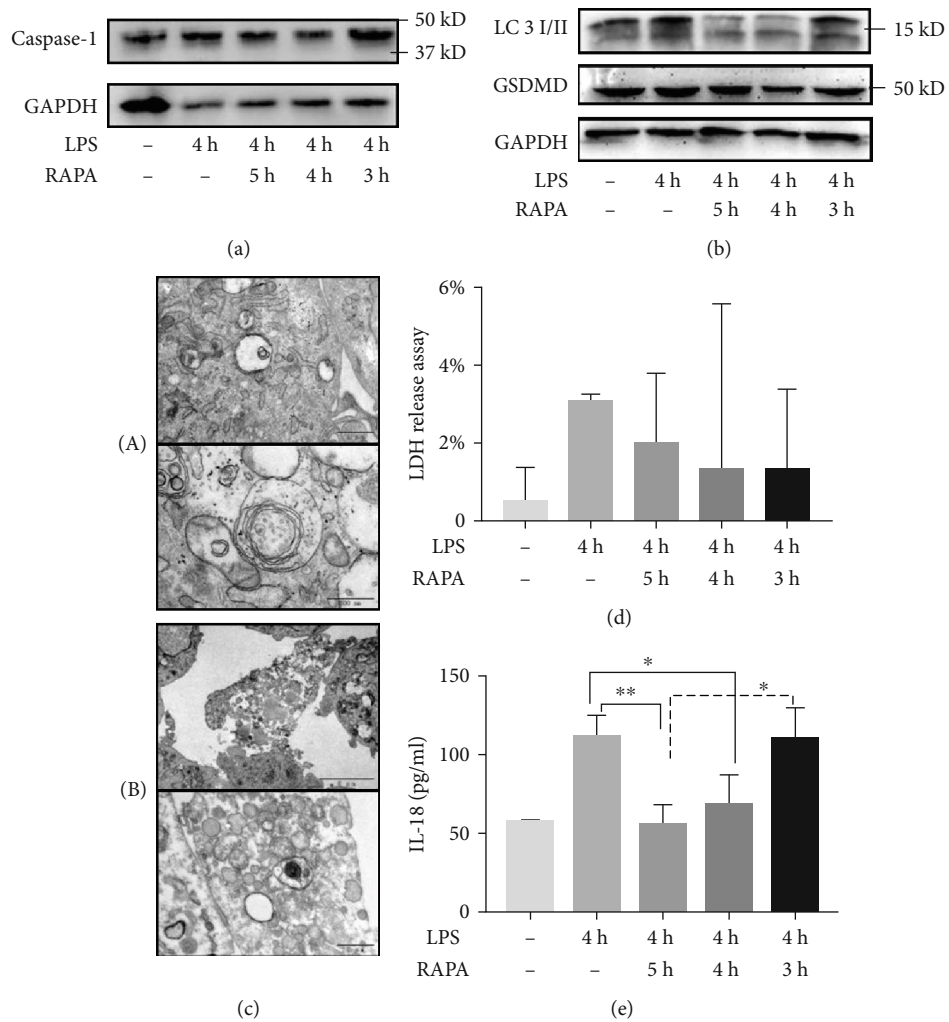 50 kD
Caspase-1
37 kD
GAPDH
LPS – 4 h 4 h 4 h 4 h
RAPA – – 5 h 4 h 3 h
(a)
LC 3 I/II
15 kD
GSDMD
50 kD
GAPDH
LPS – 4 h 4 h 4 h 4 h
RAPA – – 5 h 4 h 3 h
(b)
(A)
(B)
(c)
6%
4%
2%
0
LDH release assay
LPS – 4 h 4 h 4 h 4 h
RAPA – – 5 h 4 h 3 h
(d)
150
100
50
0
IL-18 (pg/ml)
* ** *
LPS – 4 h 4 h 4 h 4 h
RAPA – – 5 h 4 h 3 h
(e)